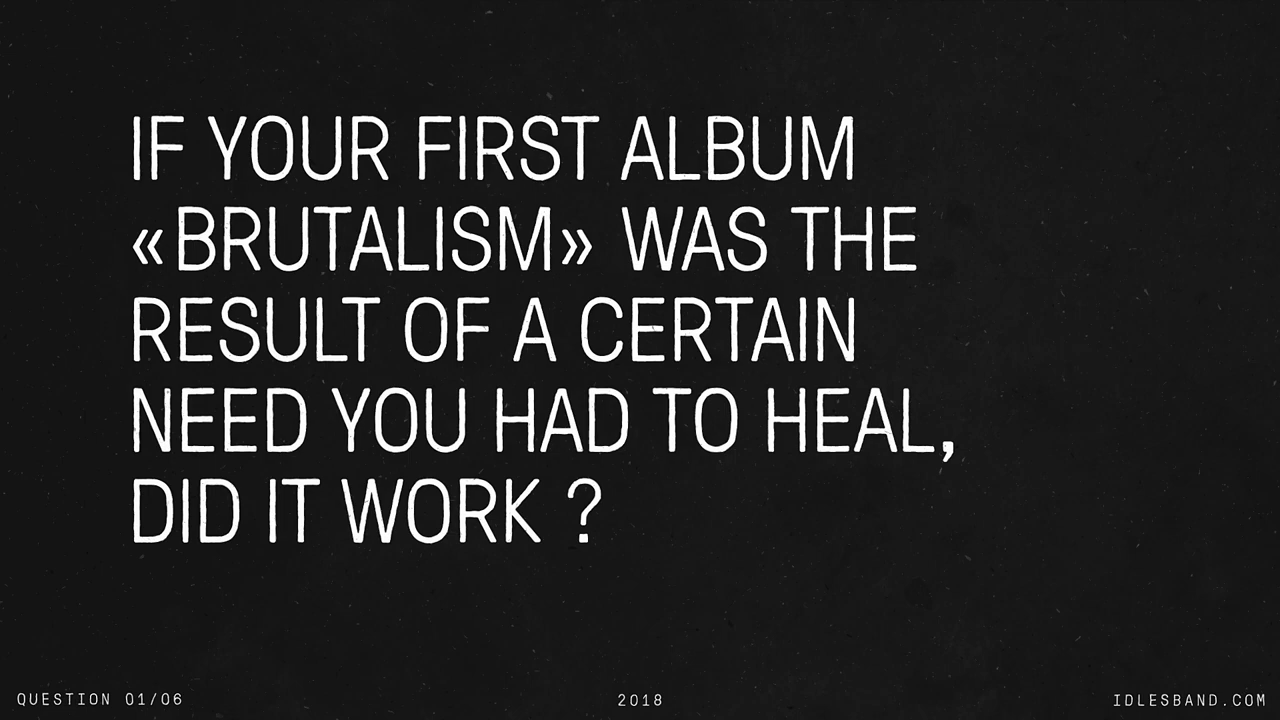 IF YOUR FIRST ALBUM
«BRUTALISM» WAS THE
RESULT OF A CERTAIN
NEED YOU HAD TO HEAL,
DID IT WORK ?
QUESTION 01/06
2018
IDLESBAND.COM